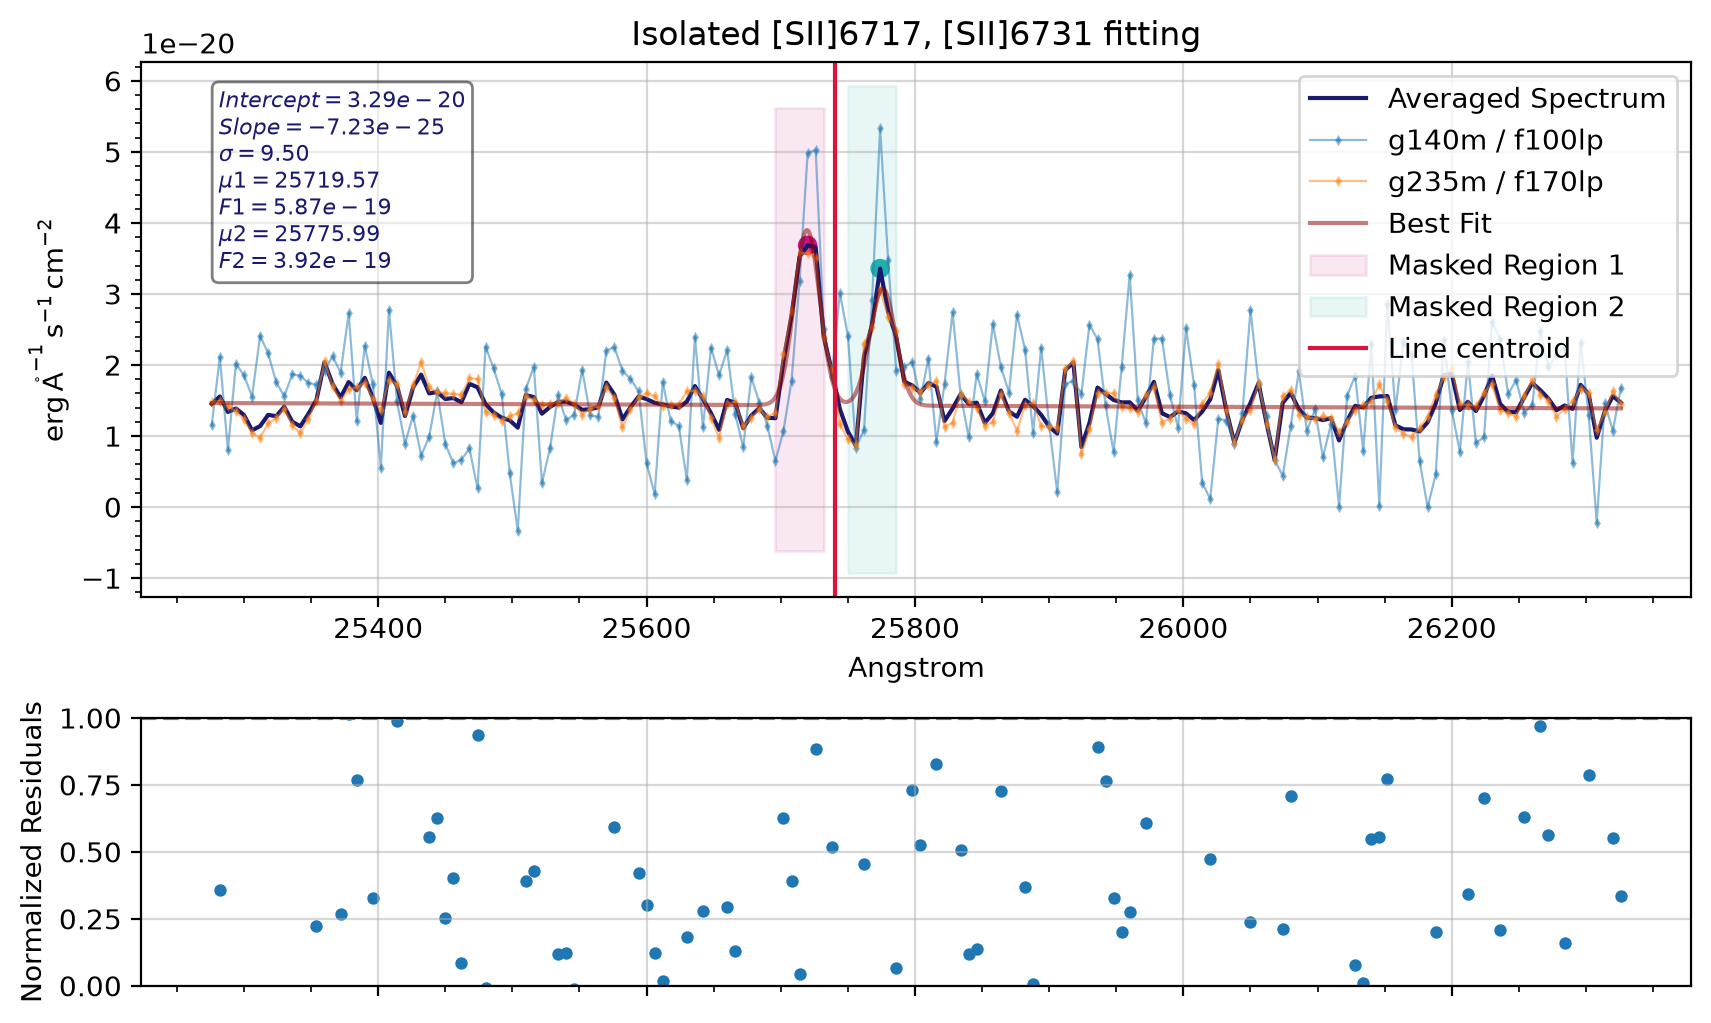 Isolated [SII]6717, [SII]6731 fitting
1e−20
6
5
4
3
2
1
0
−1
erg Å⁻¹ s⁻¹ cm⁻²
Intercept = 3.29e − 20
Slope = −7.23e − 25
σ = 9.50
μ1 = 25719.57
F1 = 5.87e − 19
μ2 = 25775.99
F2 = 3.92e − 19
Averaged Spectrum
g140m / f100lp
g235m / f170lp
Best Fit
Masked Region 1
Masked Region 2
Line centroid
25400 25600 25800 26000 26200
Angstrom
Normalized Residuals
1.00
0.75
0.50
0.25
0.00